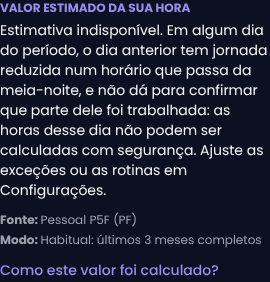 VALOR ESTIMADO DA SUA HORA
Estimativa indisponível. Em algum dia
do período, o dia anterior tem jornada
reduzida num horário que passa da
meia-noite, e não dá para confirmar
que parte dele foi trabalhada: as
horas desse dia não podem ser
calculadas com segurança. Ajuste as
exceções ou as rotinas em
Configurações.
Fonte: Pessoal P5F (PF)
Modo: Habitual: últimos 3 meses completos
Como este valor foi calculado?